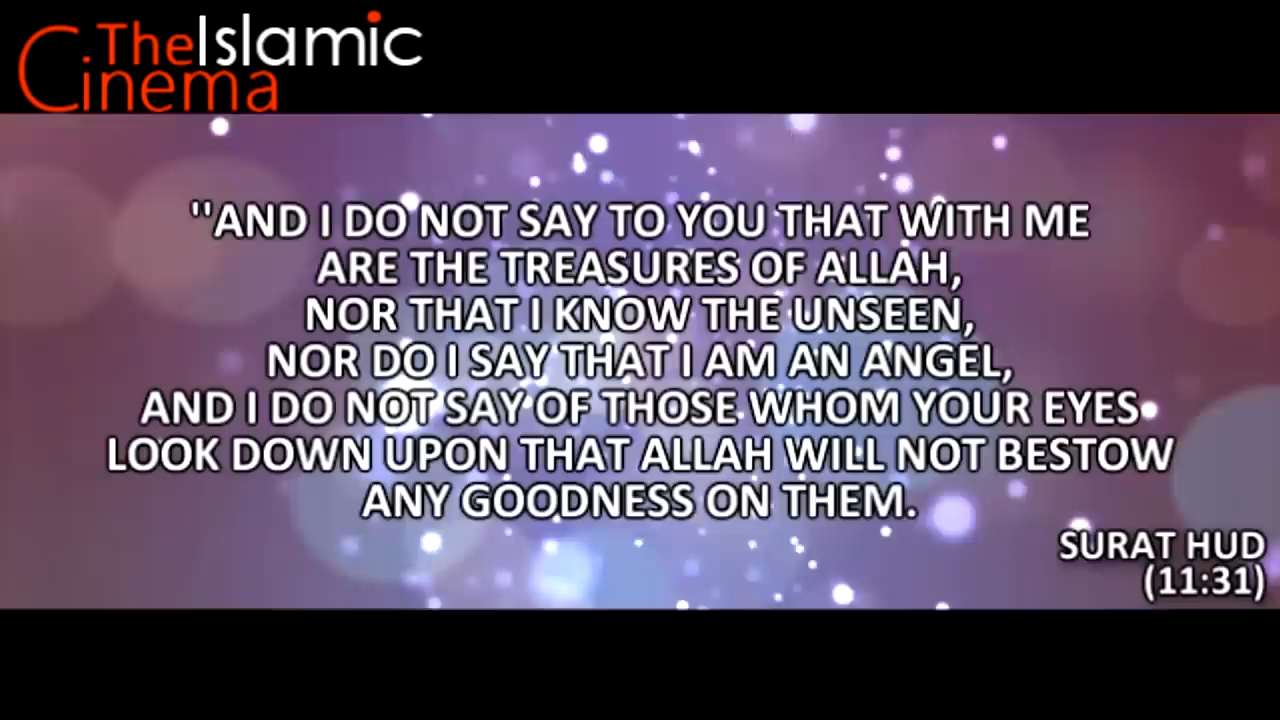 TheIslamic
Cinema
"AND I DO NOT SAY TO YOU THAT WITH ME
ARE THE TREASURES OF ALLAH,
NOR THAT I KNOW THE UNSEEN,
NOR DO I SAY THAT I AM AN ANGEL,
AND I DO NOT SAY OF THOSE WHOM YOUR EYES
LOOK DOWN UPON THAT ALLAH WILL NOT BESTOW
ANY GOODNESS ON THEM.
SURAT HUD
(11:31)